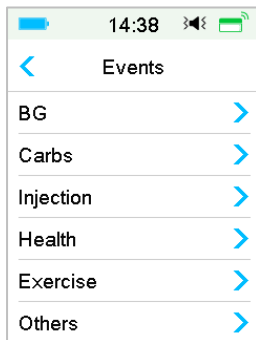 14:38
Events
BG
Carbs
Injection
Health
Exercise
Others